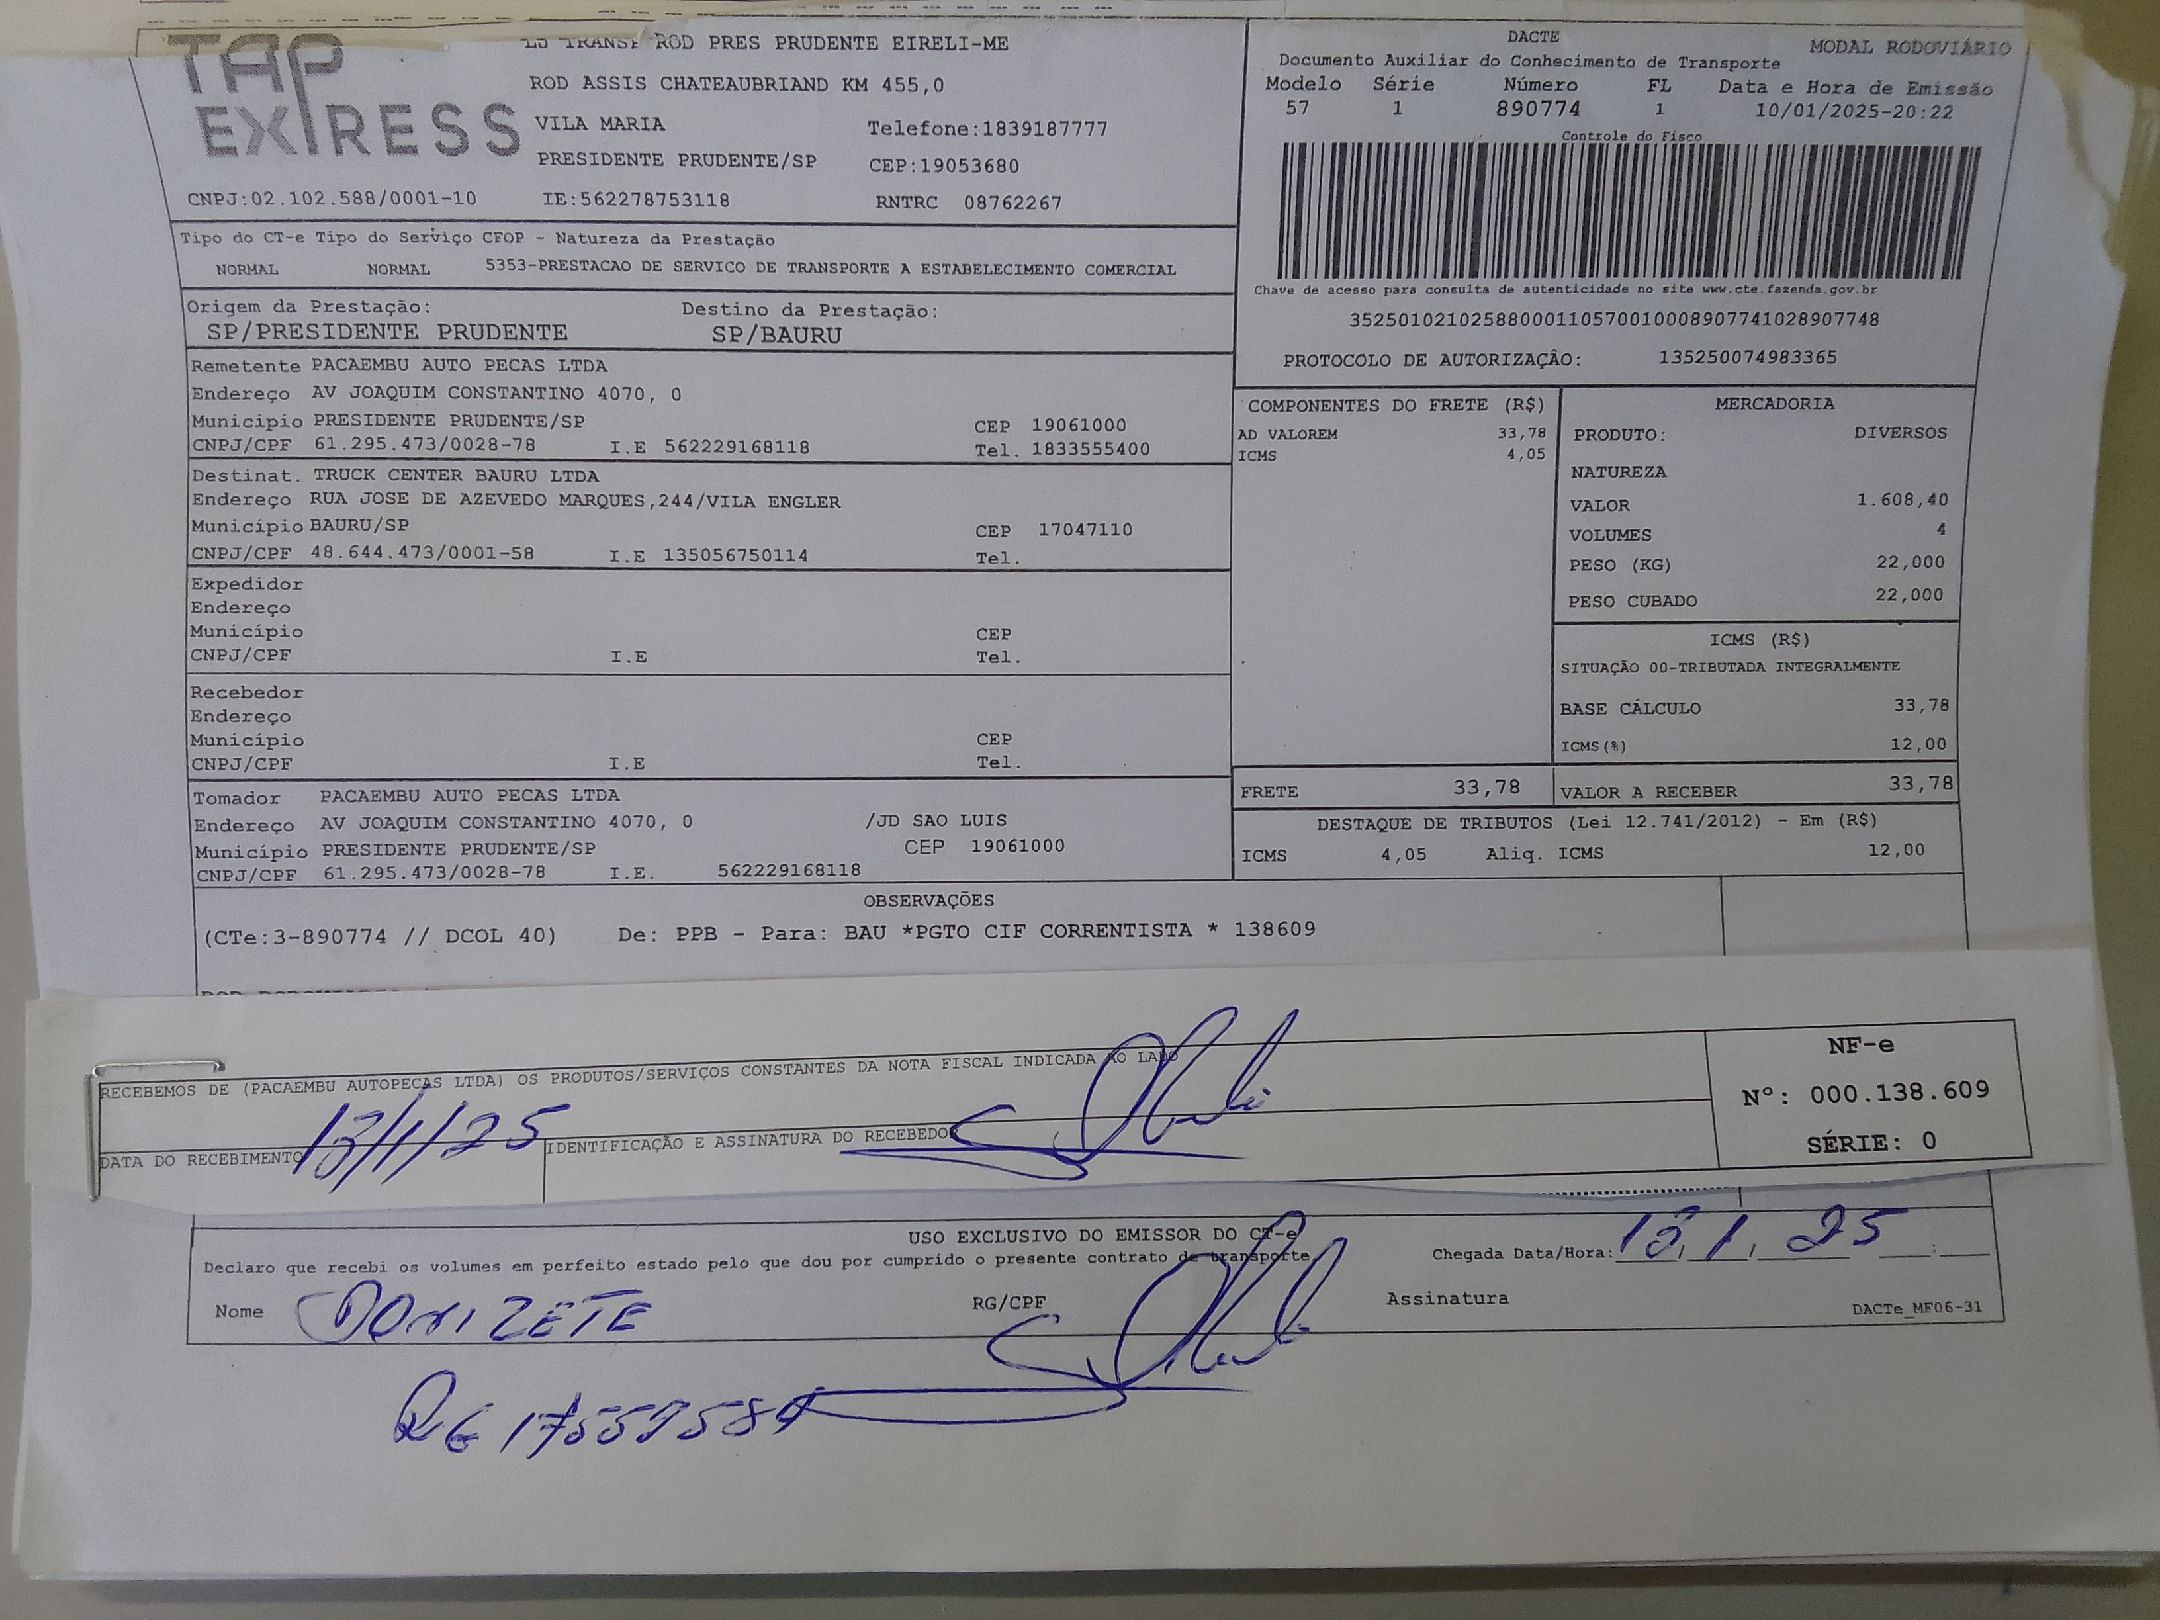 TAP EXPRESS
TRANSP ROD PRES PRUDENTE EIRELI-ME
ROD ASSIS CHATEAUBRIAND KM 455,0
VILA MARIA Telefone:1839187777
PRESIDENTE PRUDENTE/SP CEP:19053680
CNPJ:02.102.588/0001-10 IE:562278753118 RNTRC 08762267
DACTE MODAL RODOVIÁRIO
Documento Auxiliar do Conhecimento de Transporte
Modelo Série Número FL Data e Hora de Emissão
57 1 890774 1 10/01/2025-20:22
Controle do Fisco
Chave de acesso para consulta de autenticidade no site www.cte.fazenda.gov.br
35250102102588000110570010008907741028907748
PROTOCOLO DE AUTORIZAÇÃO: 135250074983365
Tipo do CT-e Tipo do Serviço CFOP - Natureza da Prestação
NORMAL NORMAL 5353-PRESTACAO DE SERVICO DE TRANSPORTE A ESTABELECIMENTO COMERCIAL
Origem da Prestação: Destino da Prestação:
SP/PRESIDENTE PRUDENTE SP/BAURU
Remetente PACAEMBU AUTO PECAS LTDA
Endereço AV JOAQUIM CONSTANTINO 4070, 0
Município PRESIDENTE PRUDENTE/SP CEP 19061000
CNPJ/CPF 61.295.473/0028-78 I.E 562229168118 Tel. 1833555400
Destinat. TRUCK CENTER BAURU LTDA
Endereço RUA JOSE DE AZEVEDO MARQUES,244/VILA ENGLER
Município BAURU/SP CEP 17047110
CNPJ/CPF 48.644.473/0001-58 I.E 135056750114 Tel.
Expedidor
Endereço
Município CEP
CNPJ/CPF I.E Tel.
Recebedor
Endereço
Município CEP
CNPJ/CPF I.E Tel.
Tomador PACAEMBU AUTO PECAS LTDA
Endereço AV JOAQUIM CONSTANTINO 4070, 0 /JD SAO LUIS
Município PRESIDENTE PRUDENTE/SP CEP 19061000
CNPJ/CPF 61.295.473/0028-78 I.E. 562229168118
COMPONENTES DO FRETE (R$)
AD VALOREM 33,78
ICMS 4,05
MERCADORIA
PRODUTO: DIVERSOS
NATUREZA
VALOR 1.608,40
VOLUMES 4
PESO (KG) 22,000
PESO CUBADO 22,000
ICMS (R$)
SITUAÇÃO 00-TRIBUTADA INTEGRALMENTE
BASE CÁLCULO 33,78
ICMS(%) 12,00
FRETE 33,78 VALOR A RECEBER 33,78
DESTAQUE DE TRIBUTOS (Lei 12.741/2012) - Em (R$)
ICMS 4,05 Aliq. ICMS 12,00
OBSERVAÇÕES
(CTe:3-890774 // DCOL 40) De: PPB - Para: BAU *PGTO CIF CORRENTISTA * 138609
RECEBEMOS DE (PACAEMBU AUTOPECAS LTDA) OS PRODUTOS/SERVIÇOS CONSTANTES DA NOTA FISCAL INDICADA AO LADO
13/1/25
DATA DO RECEBIMENTO IDENTIFICAÇÃO E ASSINATURA DO RECEBEDOR
NF-e
Nº: 000.138.609
SÉRIE: 0
USO EXCLUSIVO DO EMISSOR DO CT-e
Declaro que recebi os volumes em perfeito estado pelo que dou por cumprido o presente contrato de transporte
Chegada Data/Hora: 13, 1, 25 :
Nome DONIZETE RG/CPF Assinatura DACTe_MF06-31
RG 17559584